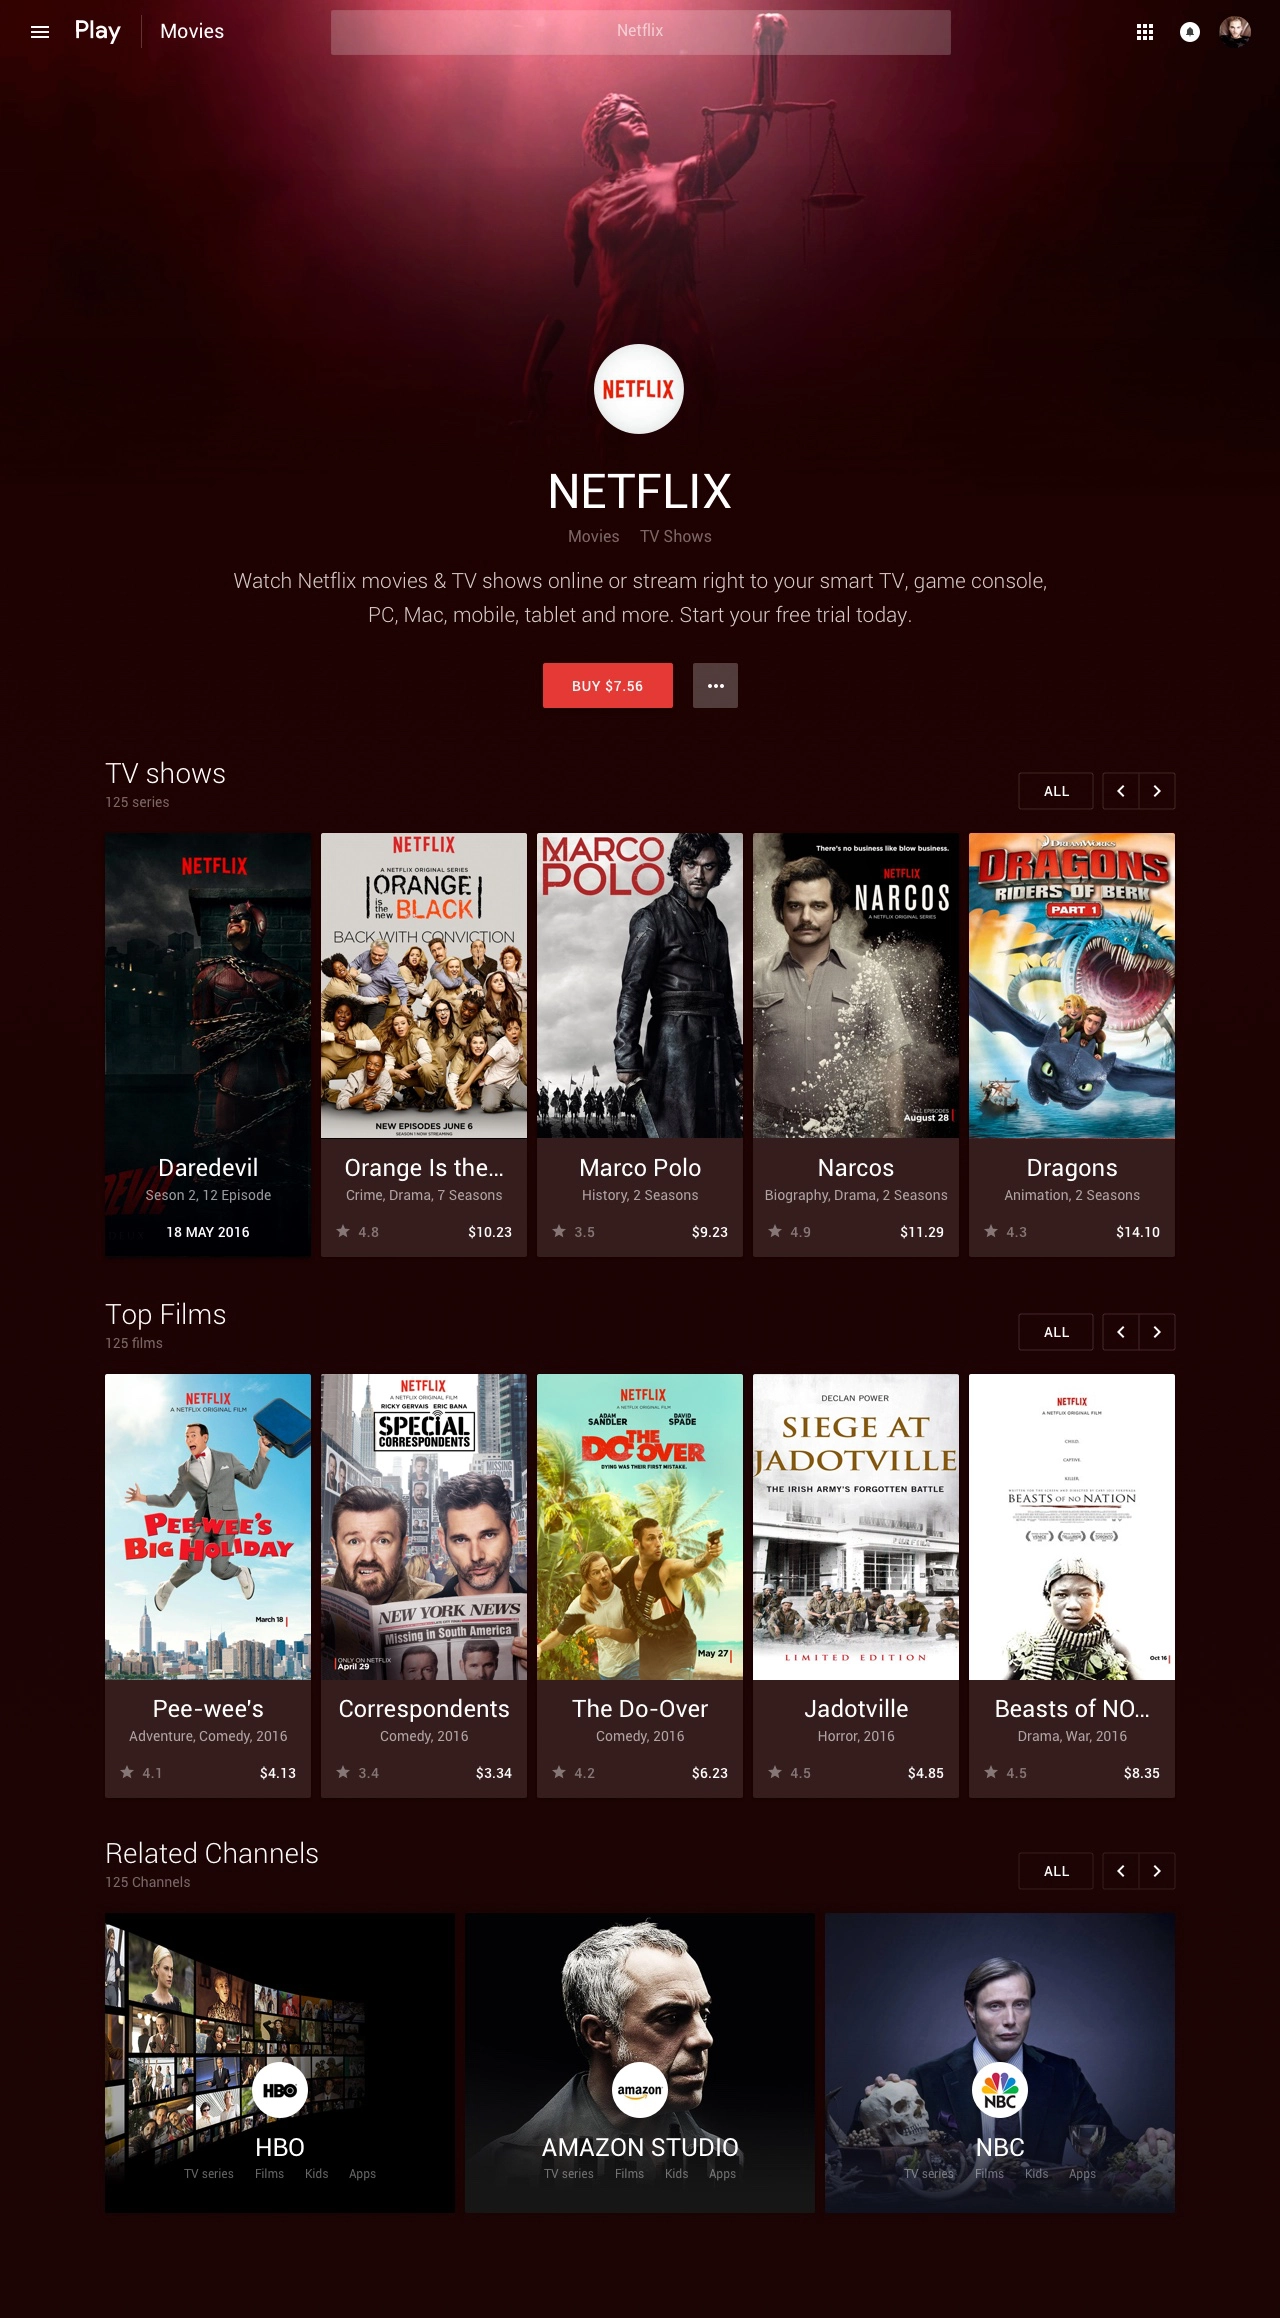 Play
Movies
Netflix
NETFLIX
NETFLIX
Movies TV Shows
Watch Netflix movies & TV shows online or stream right to your smart TV, game console,
PC, Mac, mobile, tablet and more. Start your free trial today.
BUY $7.56
TV shows
125 series
ALL
NETFLIX
Daredevil
Seson 2, 12 Episode
18 MAY 2016
NETFLIX
A NETFLIX ORIGINAL SERIES
ORANGE
is
the
new BLACK
BACK WITH CONVICTION
NEW EPISODES JUNE 6
SEASON 1 NOW STREAMING
Orange Is the...
Crime, Drama, 7 Seasons
4.8 $10.23
MARCO
POLO
Marco Polo
History, 2 Seasons
3.5 $9.23
There's no business like blow business.
NETFLIX
NARCOS
A NETFLIX ORIGINAL SERIES
ALL EPISODES
August 28
Narcos
Biography, Drama, 2 Seasons
4.9 $11.29
DREAMWORKS
DRAGONS
RIDERS OF BERK
PART 1
Dragons
Animation, 2 Seasons
4.3 $14.10
Top Films
125 films
ALL
NETFLIX
A NETFLIX ORIGINAL FILM
PEE-WEE'S
BIG HOLIDAY
March 18
Pee-wee's
Adventure, Comedy, 2016
4.1 $4.13
NETFLIX
A NETFLIX ORIGINAL FILM
RICKY GERVAIS ERIC BANA
SPECIAL
CORRESPONDENTS
NEW YORK NEWS
Missing in South America
ONLY ON NETFLIX
April 29
Correspondents
Comedy, 2016
3.4 $3.34
NETFLIX
A NETFLIX ORIGINAL FILM
ADAM SANDLER
DAVID SPADE
THE
DO-OVER
DYING WAS THEIR FIRST MISTAKE.
May 27
The Do-Over
Comedy, 2016
4.2 $6.23
DECLAN POWER
SIEGE AT
JADOTVILLE
THE IRISH ARMY'S FORGOTTEN BATTLE
LIMITED EDITION
Jadotville
Horror, 2016
4.5 $4.85
NETFLIX
A NETFLIX ORIGINAL FILM
CHILD.
CAPTIVE.
KILLER.
BEASTS OF NO NATION
Oct 16
Beasts of NO...
Drama, War, 2016
4.5 $8.35
Related Channels
125 Channels
ALL
HBO
HBO
TV series Films Kids Apps
amazon
AMAZON STUDIO
TV series Films Kids Apps
NBC
NBC
TV series Films Kids Apps